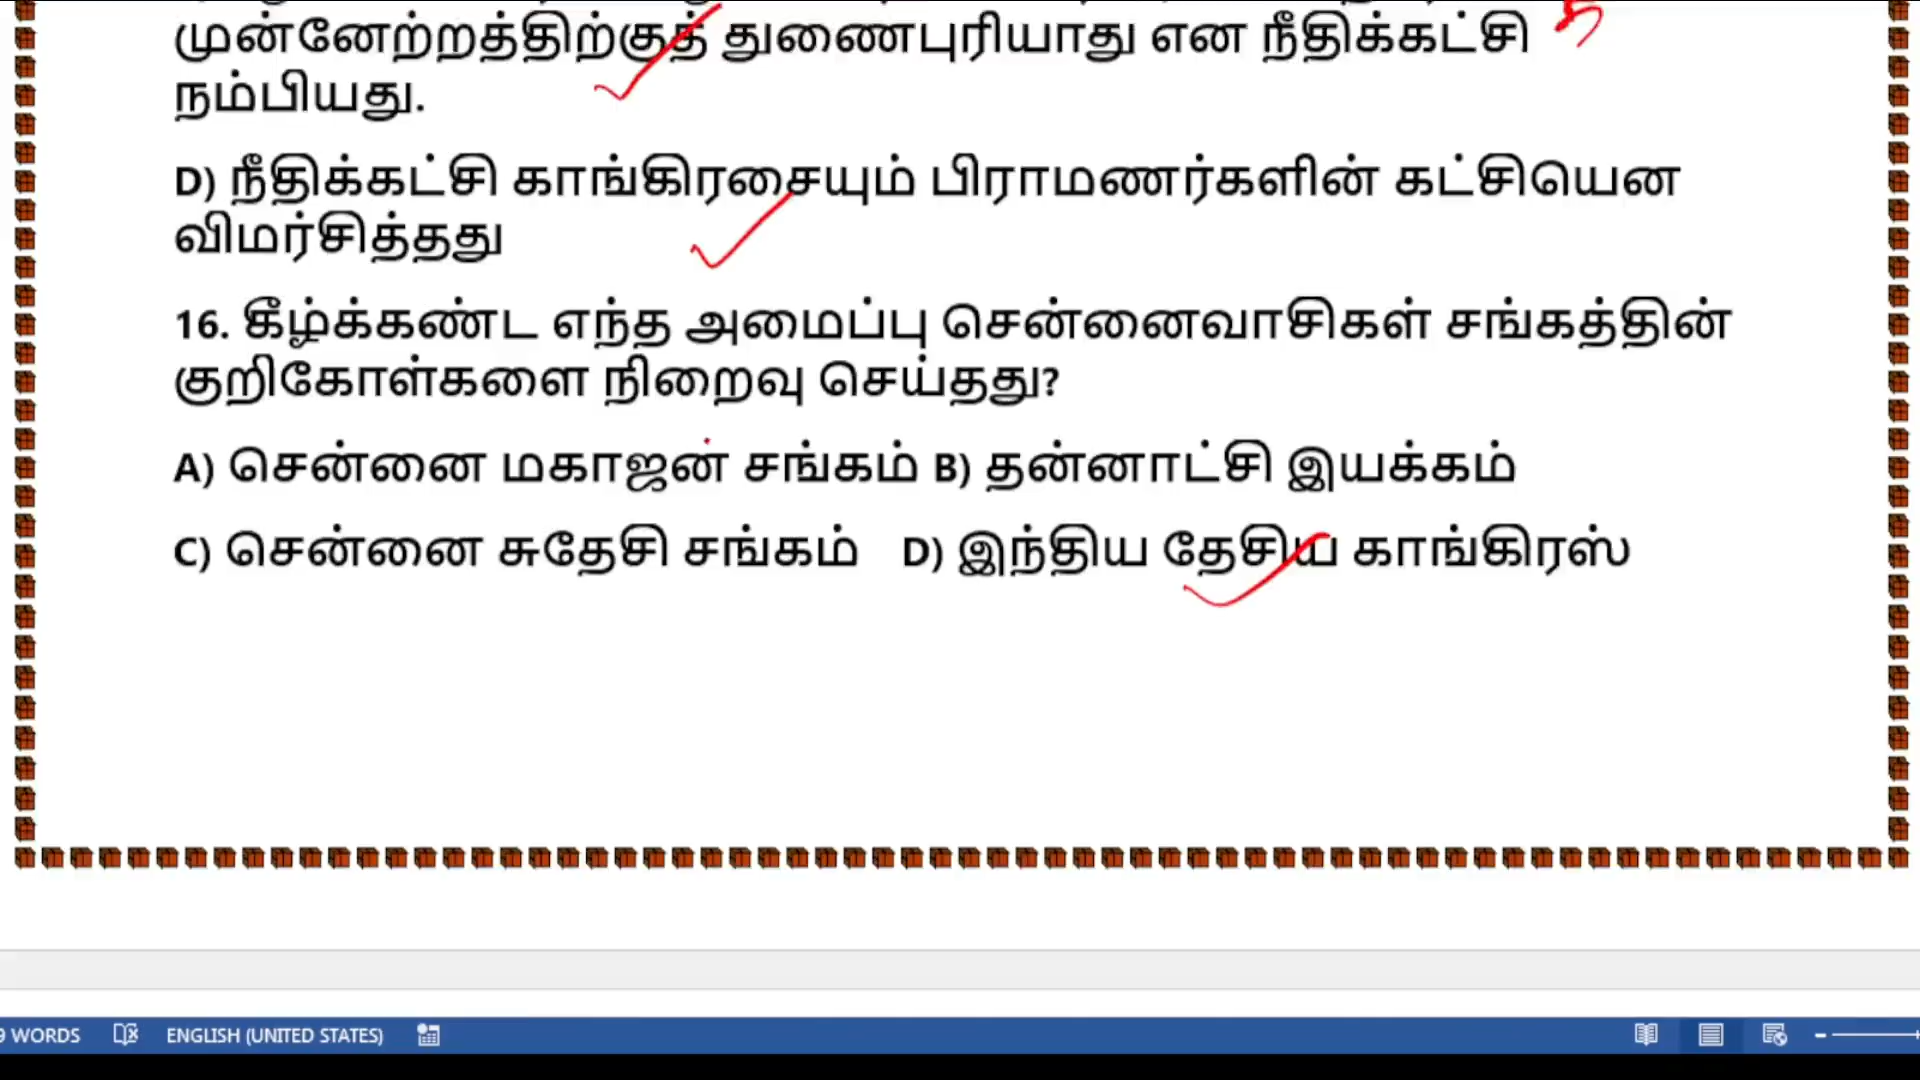 முன்னேற்றத்திற்குத் துணைபுரியாது என நீதிக்கட்சி
நம்பியது.
D) நீதிக்கட்சி காங்கிரசையும் பிராமணர்களின் கட்சியென
விமர்சித்தது
16. கீழ்க்கண்ட எந்த அமைப்பு சென்னைவாசிகள் சங்கத்தின்
குறிகோள்களை நிறைவு செய்தது?
A) சென்னை மகாஜன் சங்கம் B) தன்னாட்சி இயக்கம்
C) சென்னை சுதேசி சங்கம் D) இந்திய தேசிய காங்கிரஸ்
9 WORDS ENGLISH (UNITED STATES)